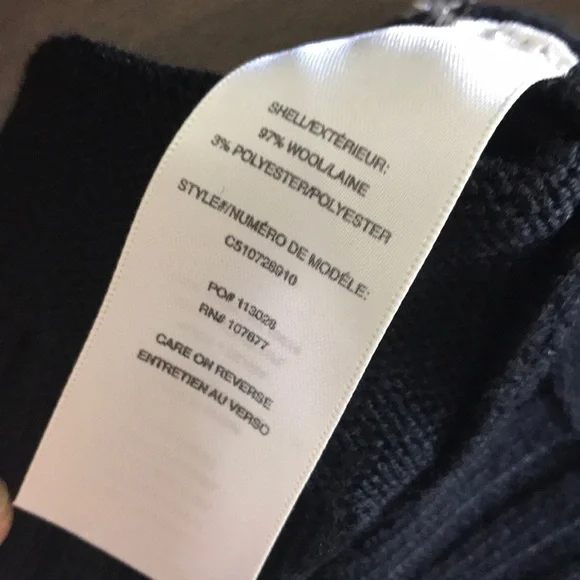 SHELL/EXTÉRIEUR:
97% WOOL/LAINE
3% POLYESTER/POLYESTER
STYLE#/NUMÉRO DE MODÉLE:
C510728910
PO# 113028
RN# 107677
CARE ON REVERSE
ENTRETIEN AU VERSO